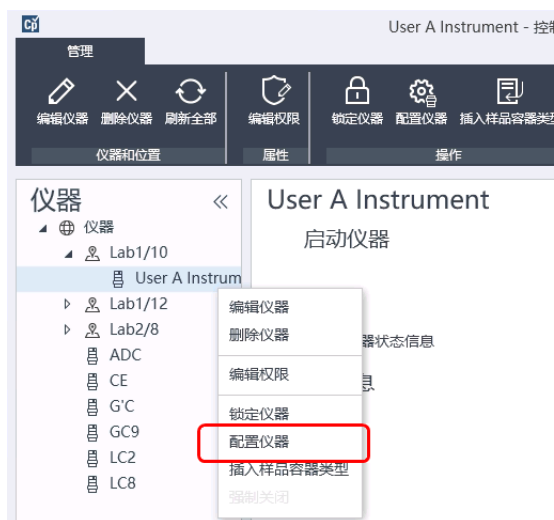 User A Instrument - 控制
管理
编辑仪器 删除仪器 刷新全部 编辑权限 锁定仪器 配置仪器 插入样品容器类型
仪器和位置 属性 操作
仪器
User A Instrument
启动仪器
仪器
Lab1/10
User A Instrum
Lab1/12
Lab2/8
ADC
CE
G'C
GC9
LC2
LC8
编辑仪器
删除仪器
器状态信息
编辑权限
息
锁定仪器
配置仪器
插入样品容器类型
强制关闭